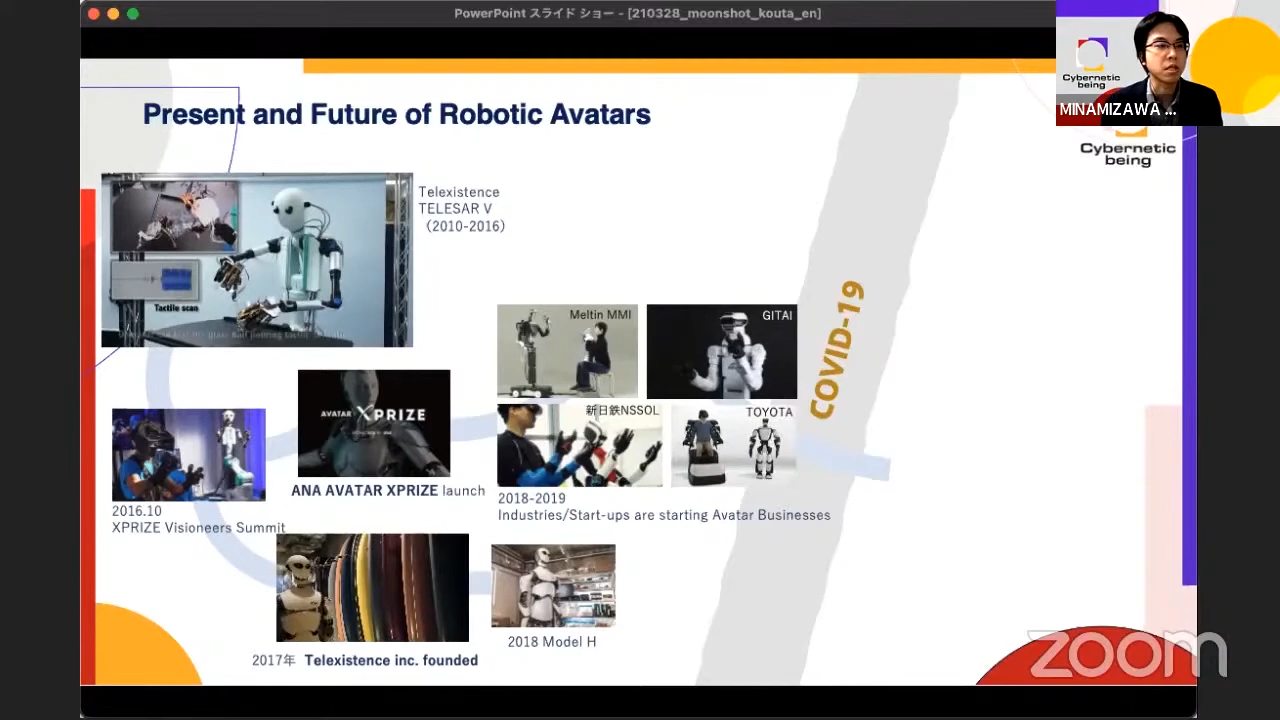 PowerPoint スライド ショー - [210328_moonshot_kouta_en]
Cybernetic
being
MINAMIZAWA ...
Present and Future of Robotic Avatars
Cybernetic
being
Telexistence
TELESAR V
（2010-2016）
Tactile scan
Meltin MMI
GITAI
COVID-19
AVATAR XPRIZE
新日鉄NSSOL
TOYOTA
ANA AVATAR XPRIZE launch
2016.10
XPRIZE Visioneers Summit
2018-2019
Industries/Start-ups are starting Avatar Businesses
2018 Model H
2017年 Telexistence inc. founded
zoom